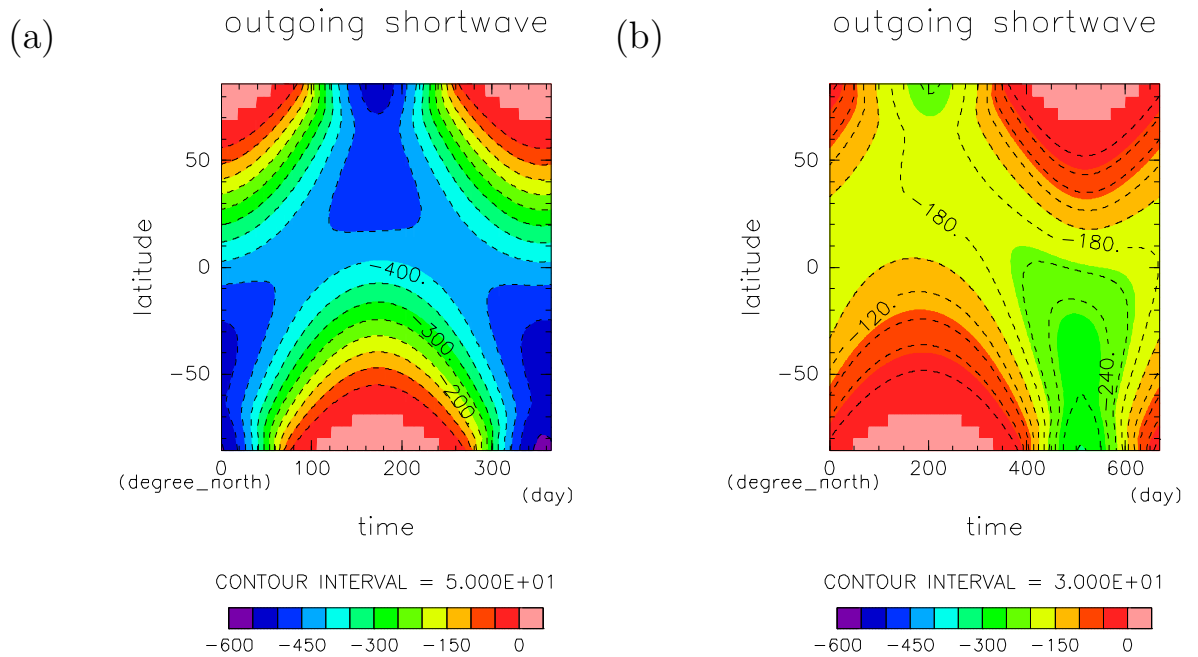 (a)
outgoing shortwave
latitude
50
0
−50
−400.
−300.
−200.
0
100
200
300
(degree_north)
(day)
time
CONTOUR INTERVAL = 5.000E+01
−600
−450
−300
−150
0
(b)
outgoing shortwave
latitude
50
0
−50
−180.
−180.
120.
−240.
0
200
400
600
(degree_north)
(day)
time
CONTOUR INTERVAL = 3.000E+01
−600
−450
−300
−150
0